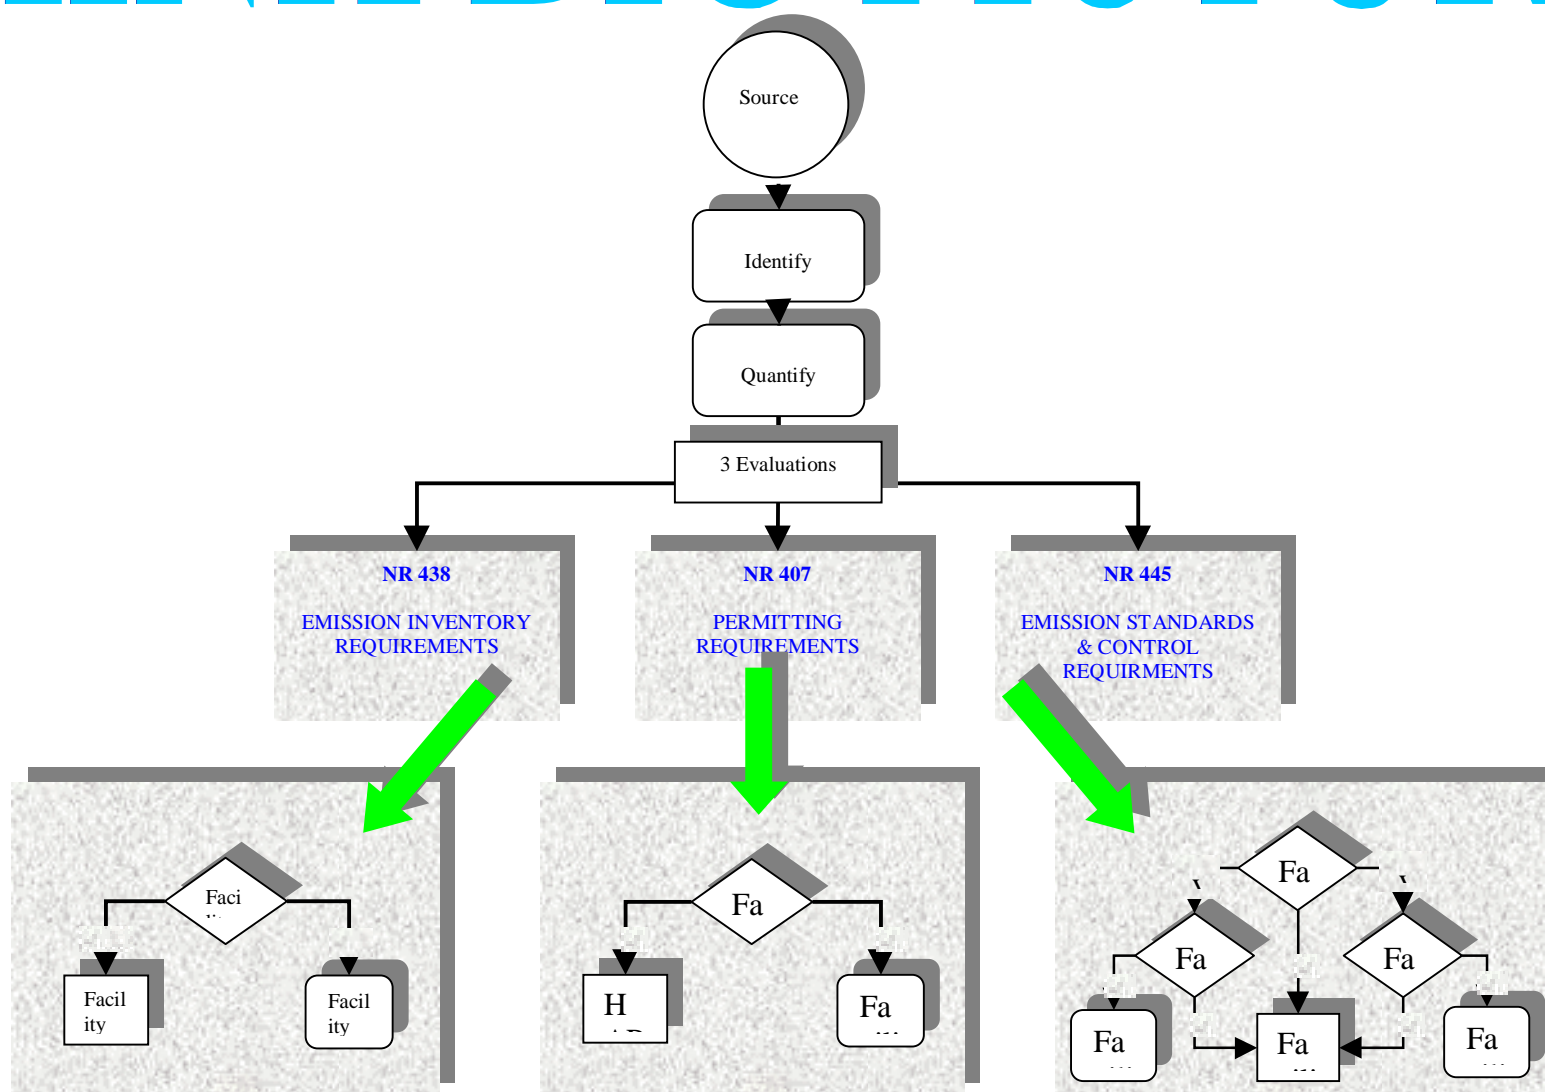 Source
Identify
Quantify
3 Evaluations
NR 438
EMISSION INVENTORY
REQUIREMENTS
NR 407
PERMITTING
REQUIREMENTS
NR 445
EMISSION STANDARDS
& CONTROL
REQUIRMENTS
Faci
Facil
ity
Facil
ity
Fa
H
Fa
Fa
Fa
Fa
Fa
Fa
Fa